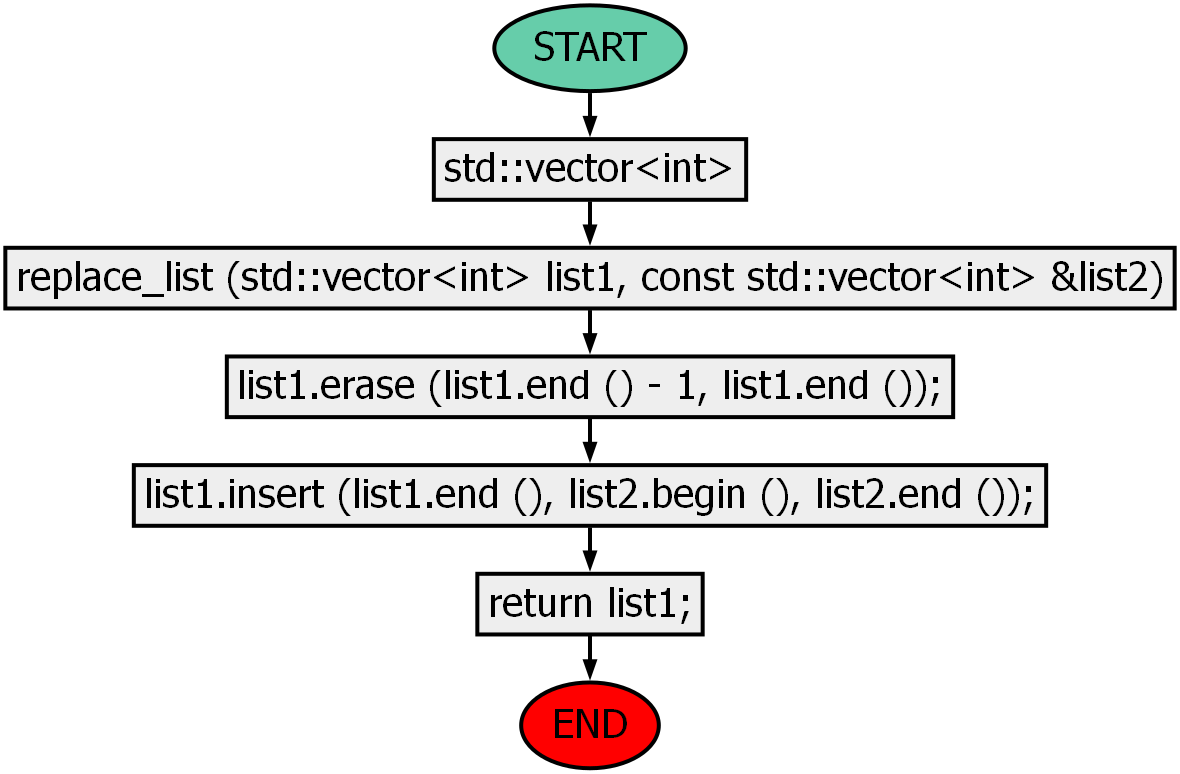 START
std::vector<int>
replace_list (std::vector<int> list1, const std::vector<int> &list2)
list1.erase (list1.end () - 1, list1.end ());
list1.insert (list1.end (), list2.begin (), list2.end ());
return list1;
END